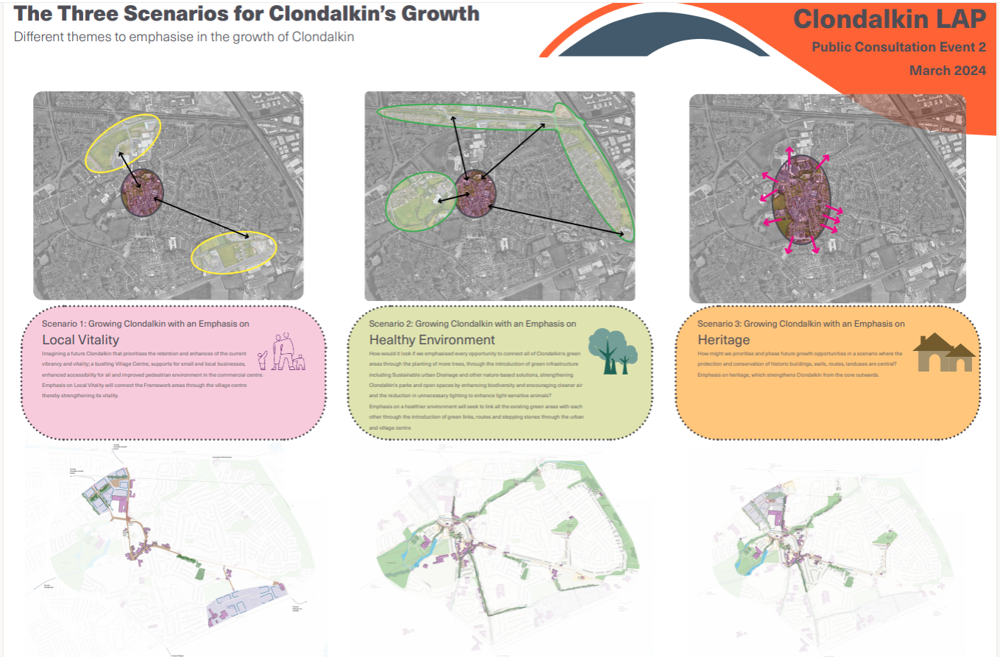 The Three Scenarios for Clondalkin's Growth
Different themes to emphasise in the growth of Clondalkin
Clondalkin LAP
Public Consultation Event 2
March 2024
Scenario 1: Growing Clondalkin with an Emphasis on
Local Vitality
Imagining a future Clondalkin that prioritises the retention and enhances of the current
vibrancy and vitality; a bustling Village Centre, supports for small and local businesses,
enhanced accessibility for all and improved pedestrian environment in the commercial centre.
Emphasis on Local Vitality will connect the Framework areas through the village centre
thereby strengthening its vitality.
Scenario 2: Growing Clondalkin with an Emphasis on
Healthy Environment
How would it look if we emphasised every opportunity to connect all of Clondalkin's green
areas through the planting of more trees, through the introduction of green infrastructure
including Sustainable urban Drainage and other nature-based solutions, strengthening
Clondalkin's parks and open spaces by enhancing biodiversity and encouraging cleaner air
and the reduction in unnecessary lighting to enhance light-sensitive animals?
Emphasis on a healthier environment will seek to link all the existing green areas with each
other through the introduction of green links, routes and stepping stones through the urban
and village centre
Scenario 3: Growing Clondalkin with an Emphasis on
Heritage
How might we prioritise and phase future growth opportunities in a scenario where the
protection and conservation of historic buildings, wells, routes, landuses are central?
Emphasis on heritage, which strengthens Clondalkin from the core outwards.